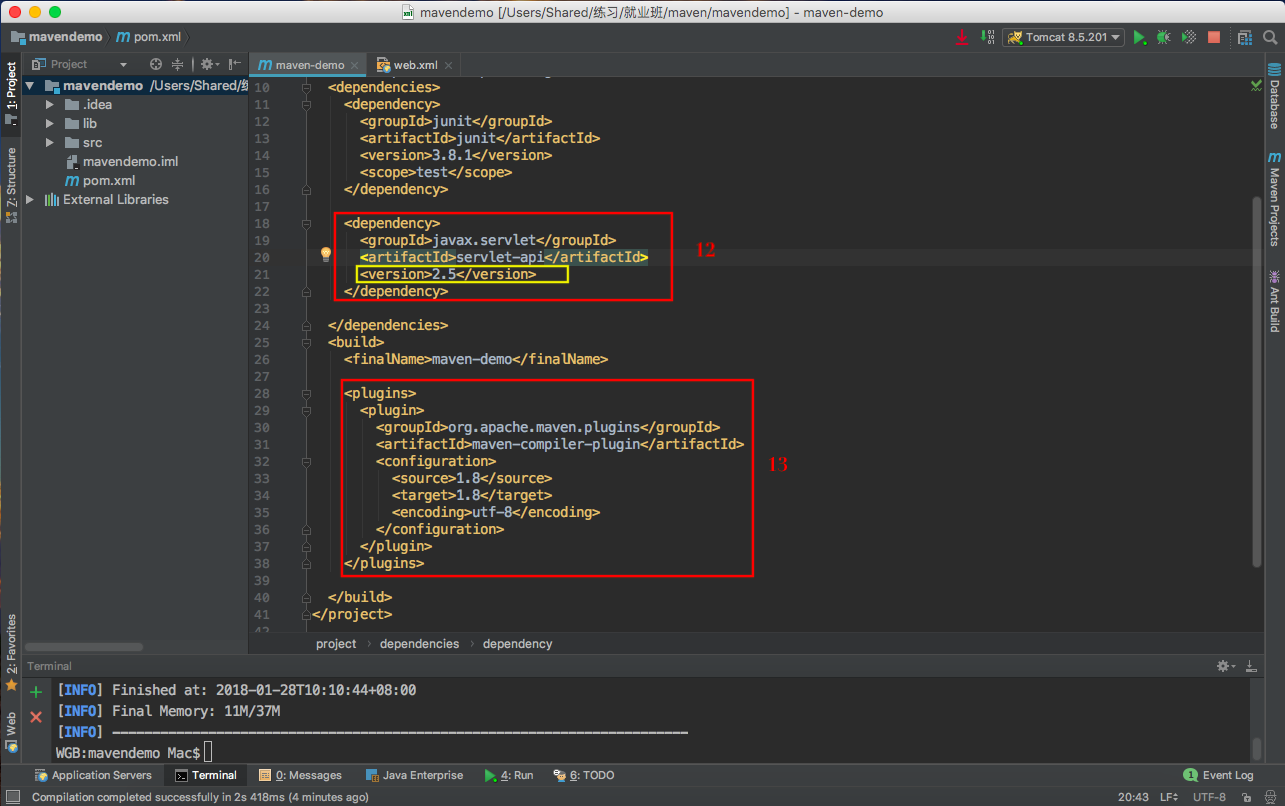 mavendemo [/Users/Shared/练习/就业班/maven/mavendemo] - maven-demo
mavendemo
pom.xml
Tomcat 8.5.201
Project
maven-demo
web.xml
1: Project
7: Structure
2: Favorites
Web
mavendemo /Users/Shared/
.idea
lib
src
mavendemo.iml
pom.xml
External Libraries
10 <dependencies>
11 <dependency>
12 <groupId>junit</groupId>
13 <artifactId>junit</artifactId>
14 <version>3.8.1</version>
15 <scope>test</scope>
16 </dependency>
17
18 <dependency>
19 <groupId>javax.servlet</groupId>
20 <artifactId>servlet-api</artifactId>
21 <version>2.5</version>
22 </dependency>
23
24 </dependencies>
25 <build>
26 <finalName>maven-demo</finalName>
27
28 <plugins>
29 <plugin>
30 <groupId>org.apache.maven.plugins</groupId>
31 <artifactId>maven-compiler-plugin</artifactId>
32 <configuration>
33 <source>1.8</source>
34 <target>1.8</target>
35 <encoding>utf-8</encoding>
36 </configuration>
37 </plugin>
38 </plugins>
39
40 </build>
41 </project>
42
12
13
Database
Maven Projects
Ant Build
project › dependencies › dependency
Terminal
[INFO] Finished at: 2018-01-28T10:10:44+08:00
[INFO] Final Memory: 11M/37M
[INFO] ------------------------------------------------------------------------
WGB:mavendemo Mac$
Application Servers
Terminal
0: Messages
Java Enterprise
4: Run
6: TODO
1 Event Log
Compilation completed successfully in 2s 418ms (4 minutes ago)
20:43
LF
UTF-8